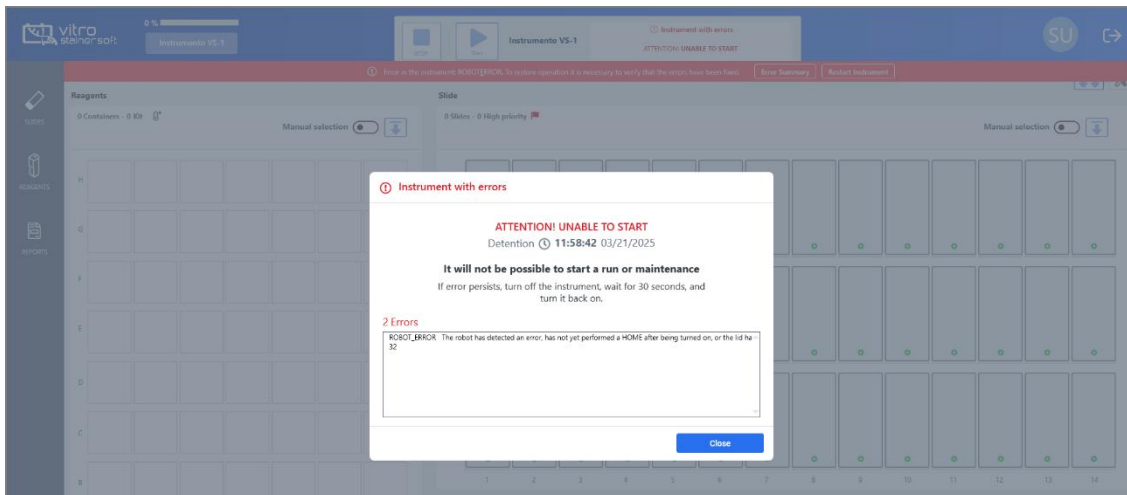 vitro
stainersoft
0 %
Instrumento VS-1
Start
Instrumento VS-1
Instrument with errors
ATTENTION! UNABLE TO START
SU
Error in the instrument: ROBOT_ERROR. To restore operation it is necessary to notify that the errors have been fixed.
Error Summary
Restart Instrument
SLIDES
REAGENTS
REPORTS
Reagents
0 Containers - 0 Kit
Manual selection
Slide
0 Slides - 0 High priority
Manual selection
H
G
F
E
D
C
B
Instrument with errors
ATTENTION! UNABLE TO START
Detention 11:58:42 03/21/2025
It will not be possible to start a run or maintenance
If error persists, turn off the instrument, wait for 30 seconds, and
turn it back on.
2 Errors
ROBOT_ERROR The robot has detected an error, has not yet performed a HOME after being turned on, or the lid ha
32
Close
1 2 3 4 5 6 7 8 9 10 11 12 13 14